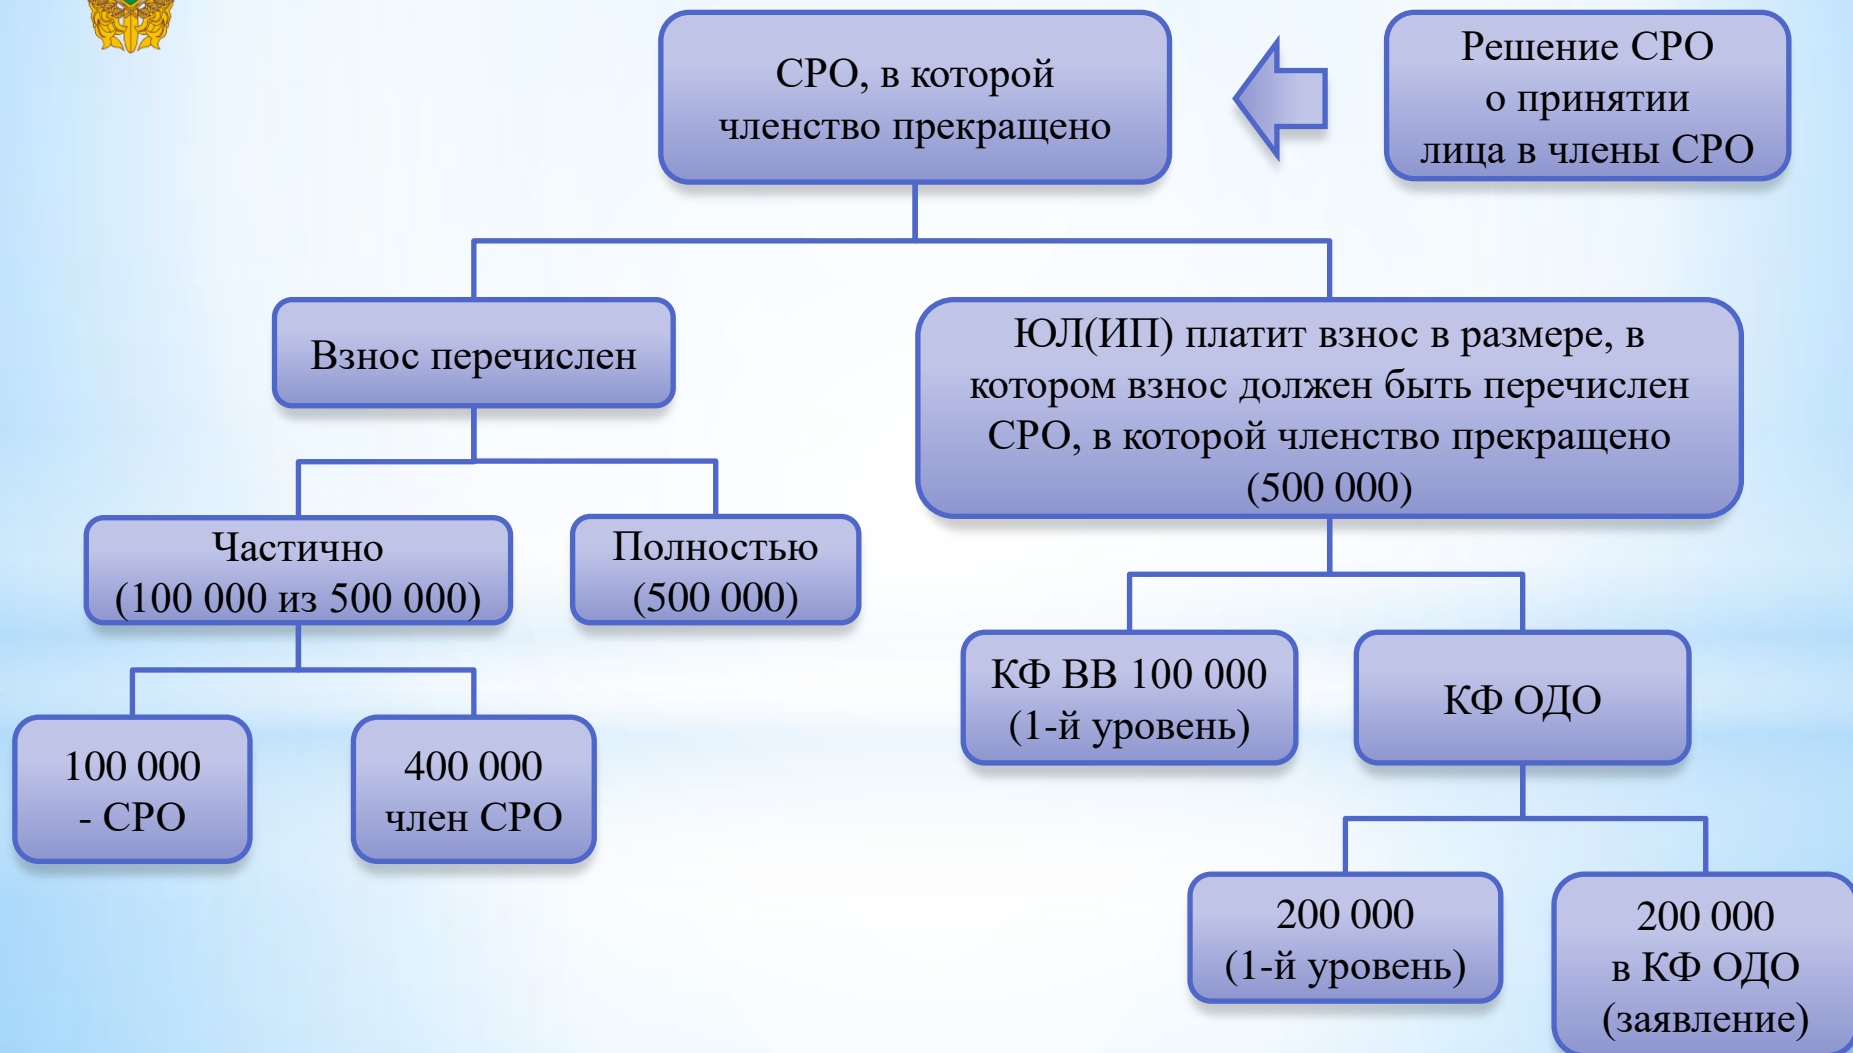 СРО, в которой
членство прекращено
Решение СРО
о принятии
лица в члены СРО
Взнос перечислен
ЮЛ(ИП) платит взнос в размере, в
котором взнос должен быть перечислен
СРО, в которой членство прекращено
(500 000)
Частично
(100 000 из 500 000)
Полностью
(500 000)
КФ ВВ 100 000
(1-й уровень)
КФ ОДО
100 000
- СРО
400 000
член СРО
200 000
(1-й уровень)
200 000
в КФ ОДО
(заявление)